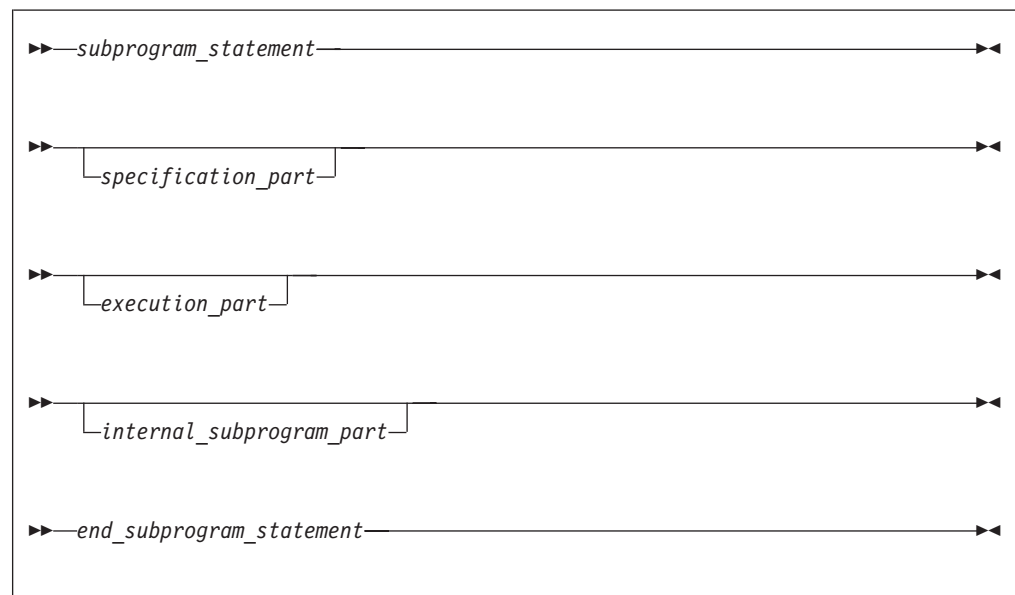 subprogram_statement
specification_part
execution_part
internal_subprogram_part
end_subprogram_statement